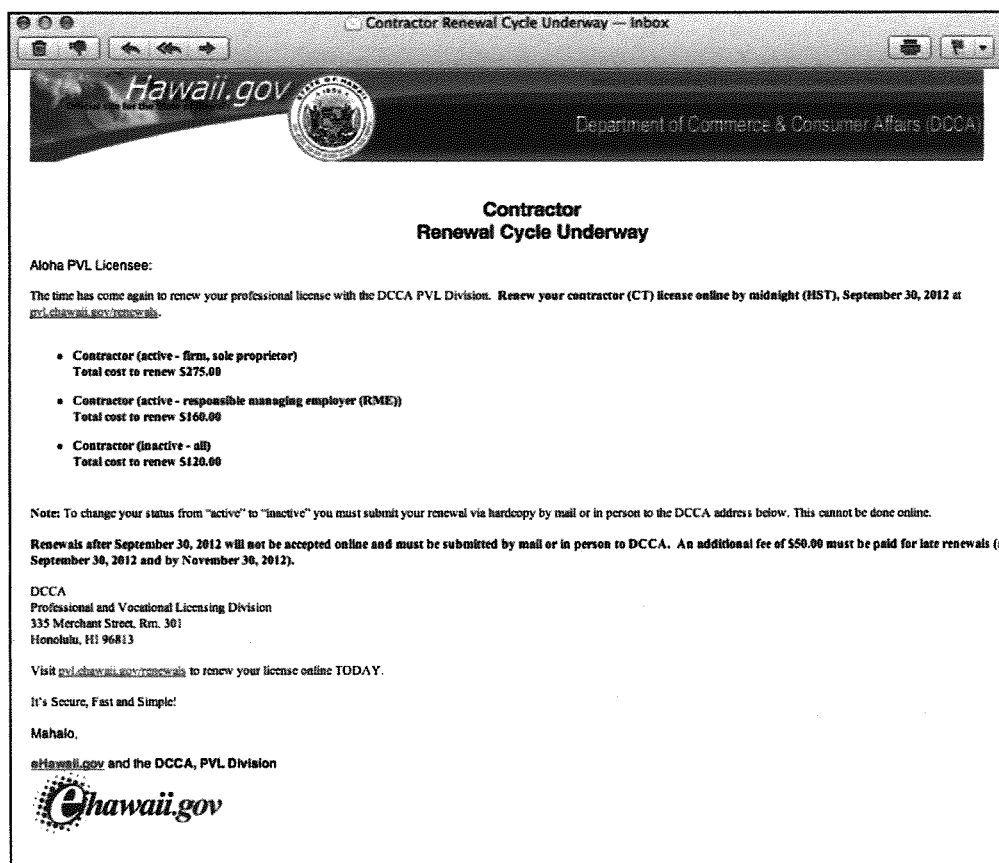 Contractor Renewal Cycle Underway — Inbox
Hawaii.gov
Official site for the
STATE OF HAWAII
1959
Department of Commerce & Consumer Affairs (DCCA)
Contractor
Renewal Cycle Underway
Aloha PVL Licensee:
The time has come again to renew your professional license with the DCCA PVL Division. Renew your contractor (CT) license online by midnight (HST), September 30, 2012 at
pvl.ehawaii.gov/renewals.
• Contractor (active - firm, sole proprietor)
Total cost to renew $275.00
• Contractor (active - responsible managing employer (RME))
Total cost to renew $160.00
• Contractor (inactive - all)
Total cost to renew $120.00
Note: To change your status from "active" to "inactive" you must submit your renewal via hardcopy by mail or in person to the DCCA address below. This cannot be done online.
Renewals after September 30, 2012 will not be accepted online and must be submitted by mail or in person to DCCA. An additional fee of $50.00 must be paid for late renewals (
September 30, 2012 and by November 30, 2012).
DCCA
Professional and Vocational Licensing Division
335 Merchant Street, Rm. 301
Honolulu, HI 96813
Visit pvl.ehawaii.gov/renewals to renew your license online TODAY.
It's Secure, Fast and Simple!
Mahalo,
eHawaii.gov and the DCCA, PVL Division
ehawaii.gov